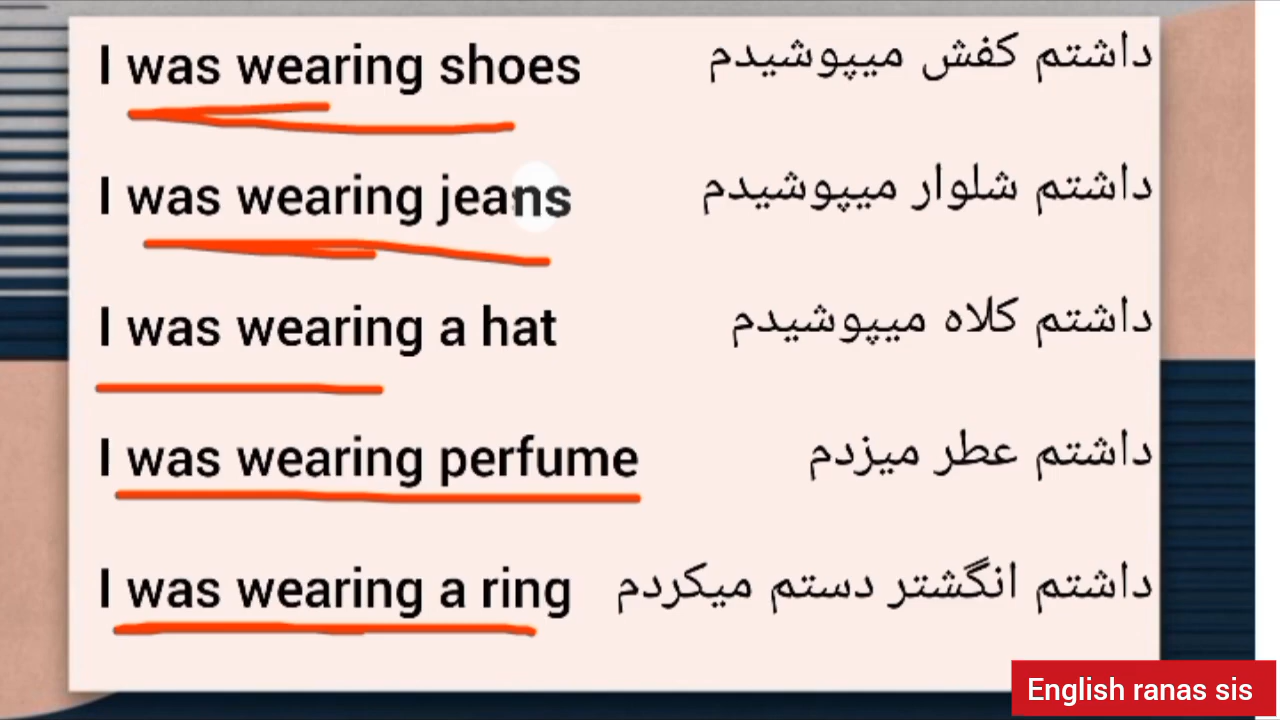 I was wearing shoes داشتم کفش میپوشیدم
I was wearing jeans داشتم شلوار میپوشیدم
I was wearing a hat داشتم کلاه میپوشیدم
I was wearing perfume داشتم عطر میزدم
I was wearing a ring داشتم انگشتر دستم میکردم
English ranas sis